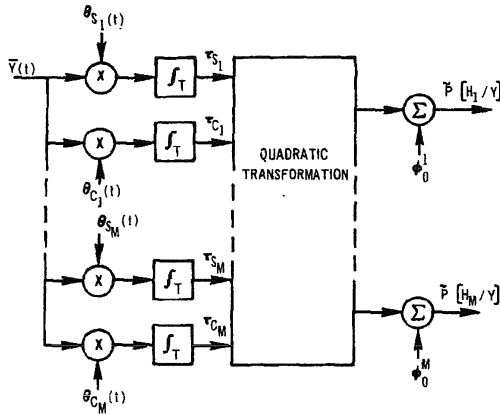 θS1(t)
Ȳ(t)
X
∫T
τS1
θC1(t)
X
∫T
τC1
QUADRATIC
TRANSFORMATION
Σ
P̃ [H1/Y]
ϕ0^1
θSM(t)
X
∫T
τSM
θCM(t)
X
∫T
τCM
Σ
P̃ [HM/Y]
ϕ0^M